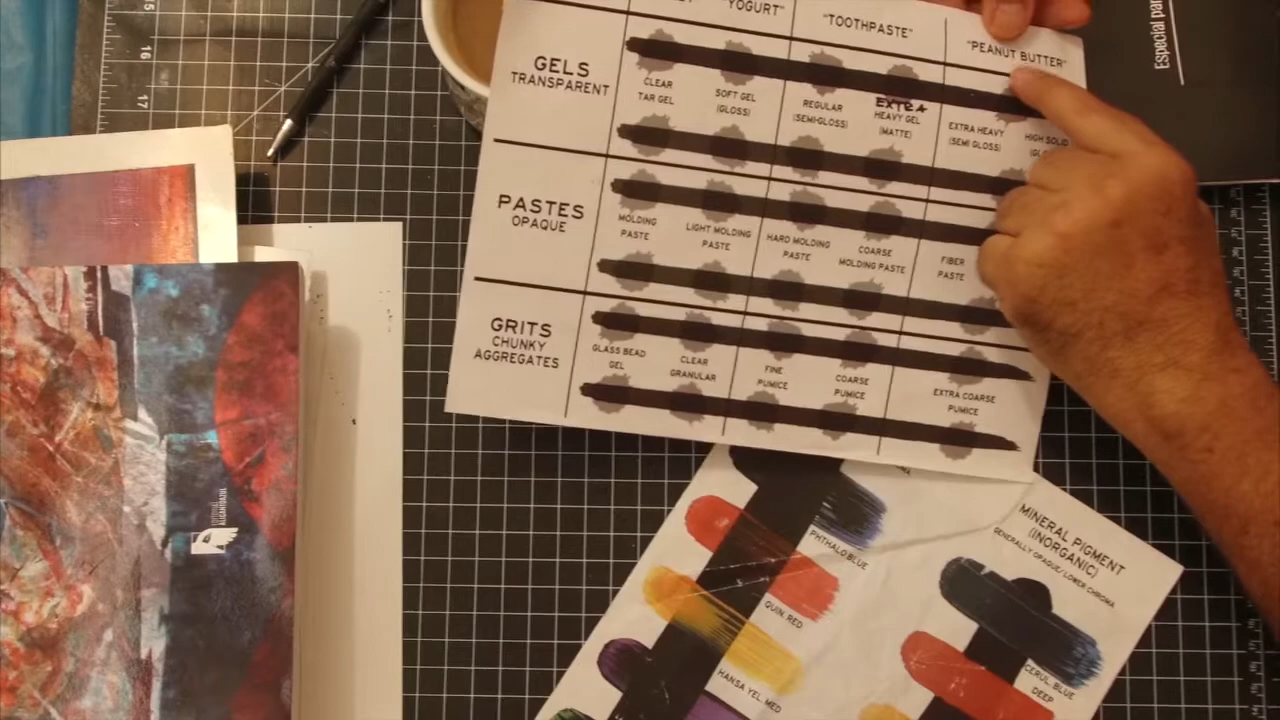 "YOGURT"
"TOOTHPASTE"
"PEANUT BUTTER"
GELS
TRANSPARENT
CLEAR
TAR GEL
SOFT GEL
(GLOSS)
REGULAR
(SEMI-GLOSS)
EXTRA
HEAVY GEL
(MATTE)
EXTRA HEAVY
(SEMI GLOSS)
HIGH SOLID
PASTES
OPAQUE
MOLDING
PASTE
LIGHT MOLDING
PASTE
HARD MOLDING
PASTE
COARSE
MOLDING PASTE
FIBER
PASTE
GRITS
CHUNKY
AGGREGATES
GLASS BEAD
GEL
CLEAR
GRANULAR
FINE
PUMICE
COARSE
PUMICE
EXTRA COARSE
PUMICE
PHTHALO BLUE
QUIN. RED
HANSA YEL. MED
MINERAL PIGMENT
(INORGANIC)
GENERALLY OPAQUE/LOWER CHROMA
CERUL. BLUE
DEEP
Especial
16
17